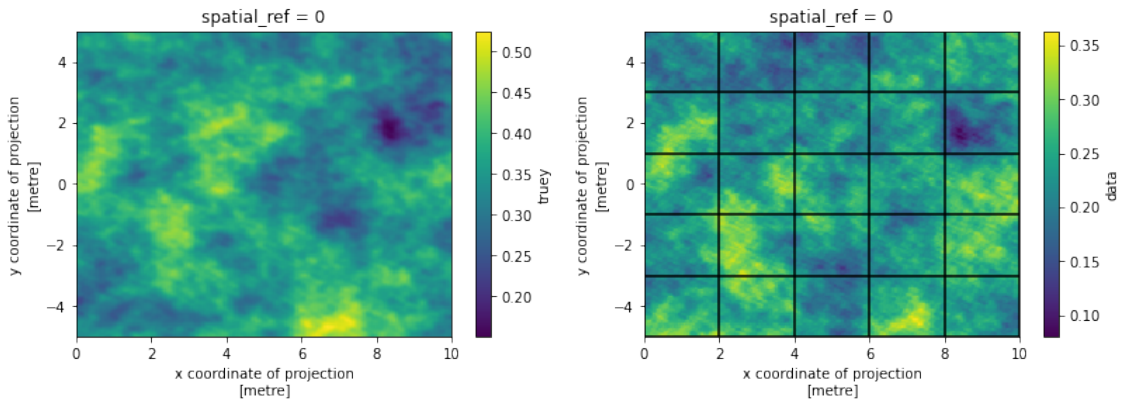 spatial_ref = 0
4
2
0
−2
−4
y coordinate of projection
[metre]
0
2
4
6
8
10
x coordinate of projection
[metre]
0.50
0.45
0.40
0.35
0.30
0.25
0.20
truey
spatial_ref = 0
4
2
0
−2
−4
y coordinate of projection
[metre]
0
2
4
6
8
10
x coordinate of projection
[metre]
0.35
0.30
0.25
0.20
0.15
0.10
data